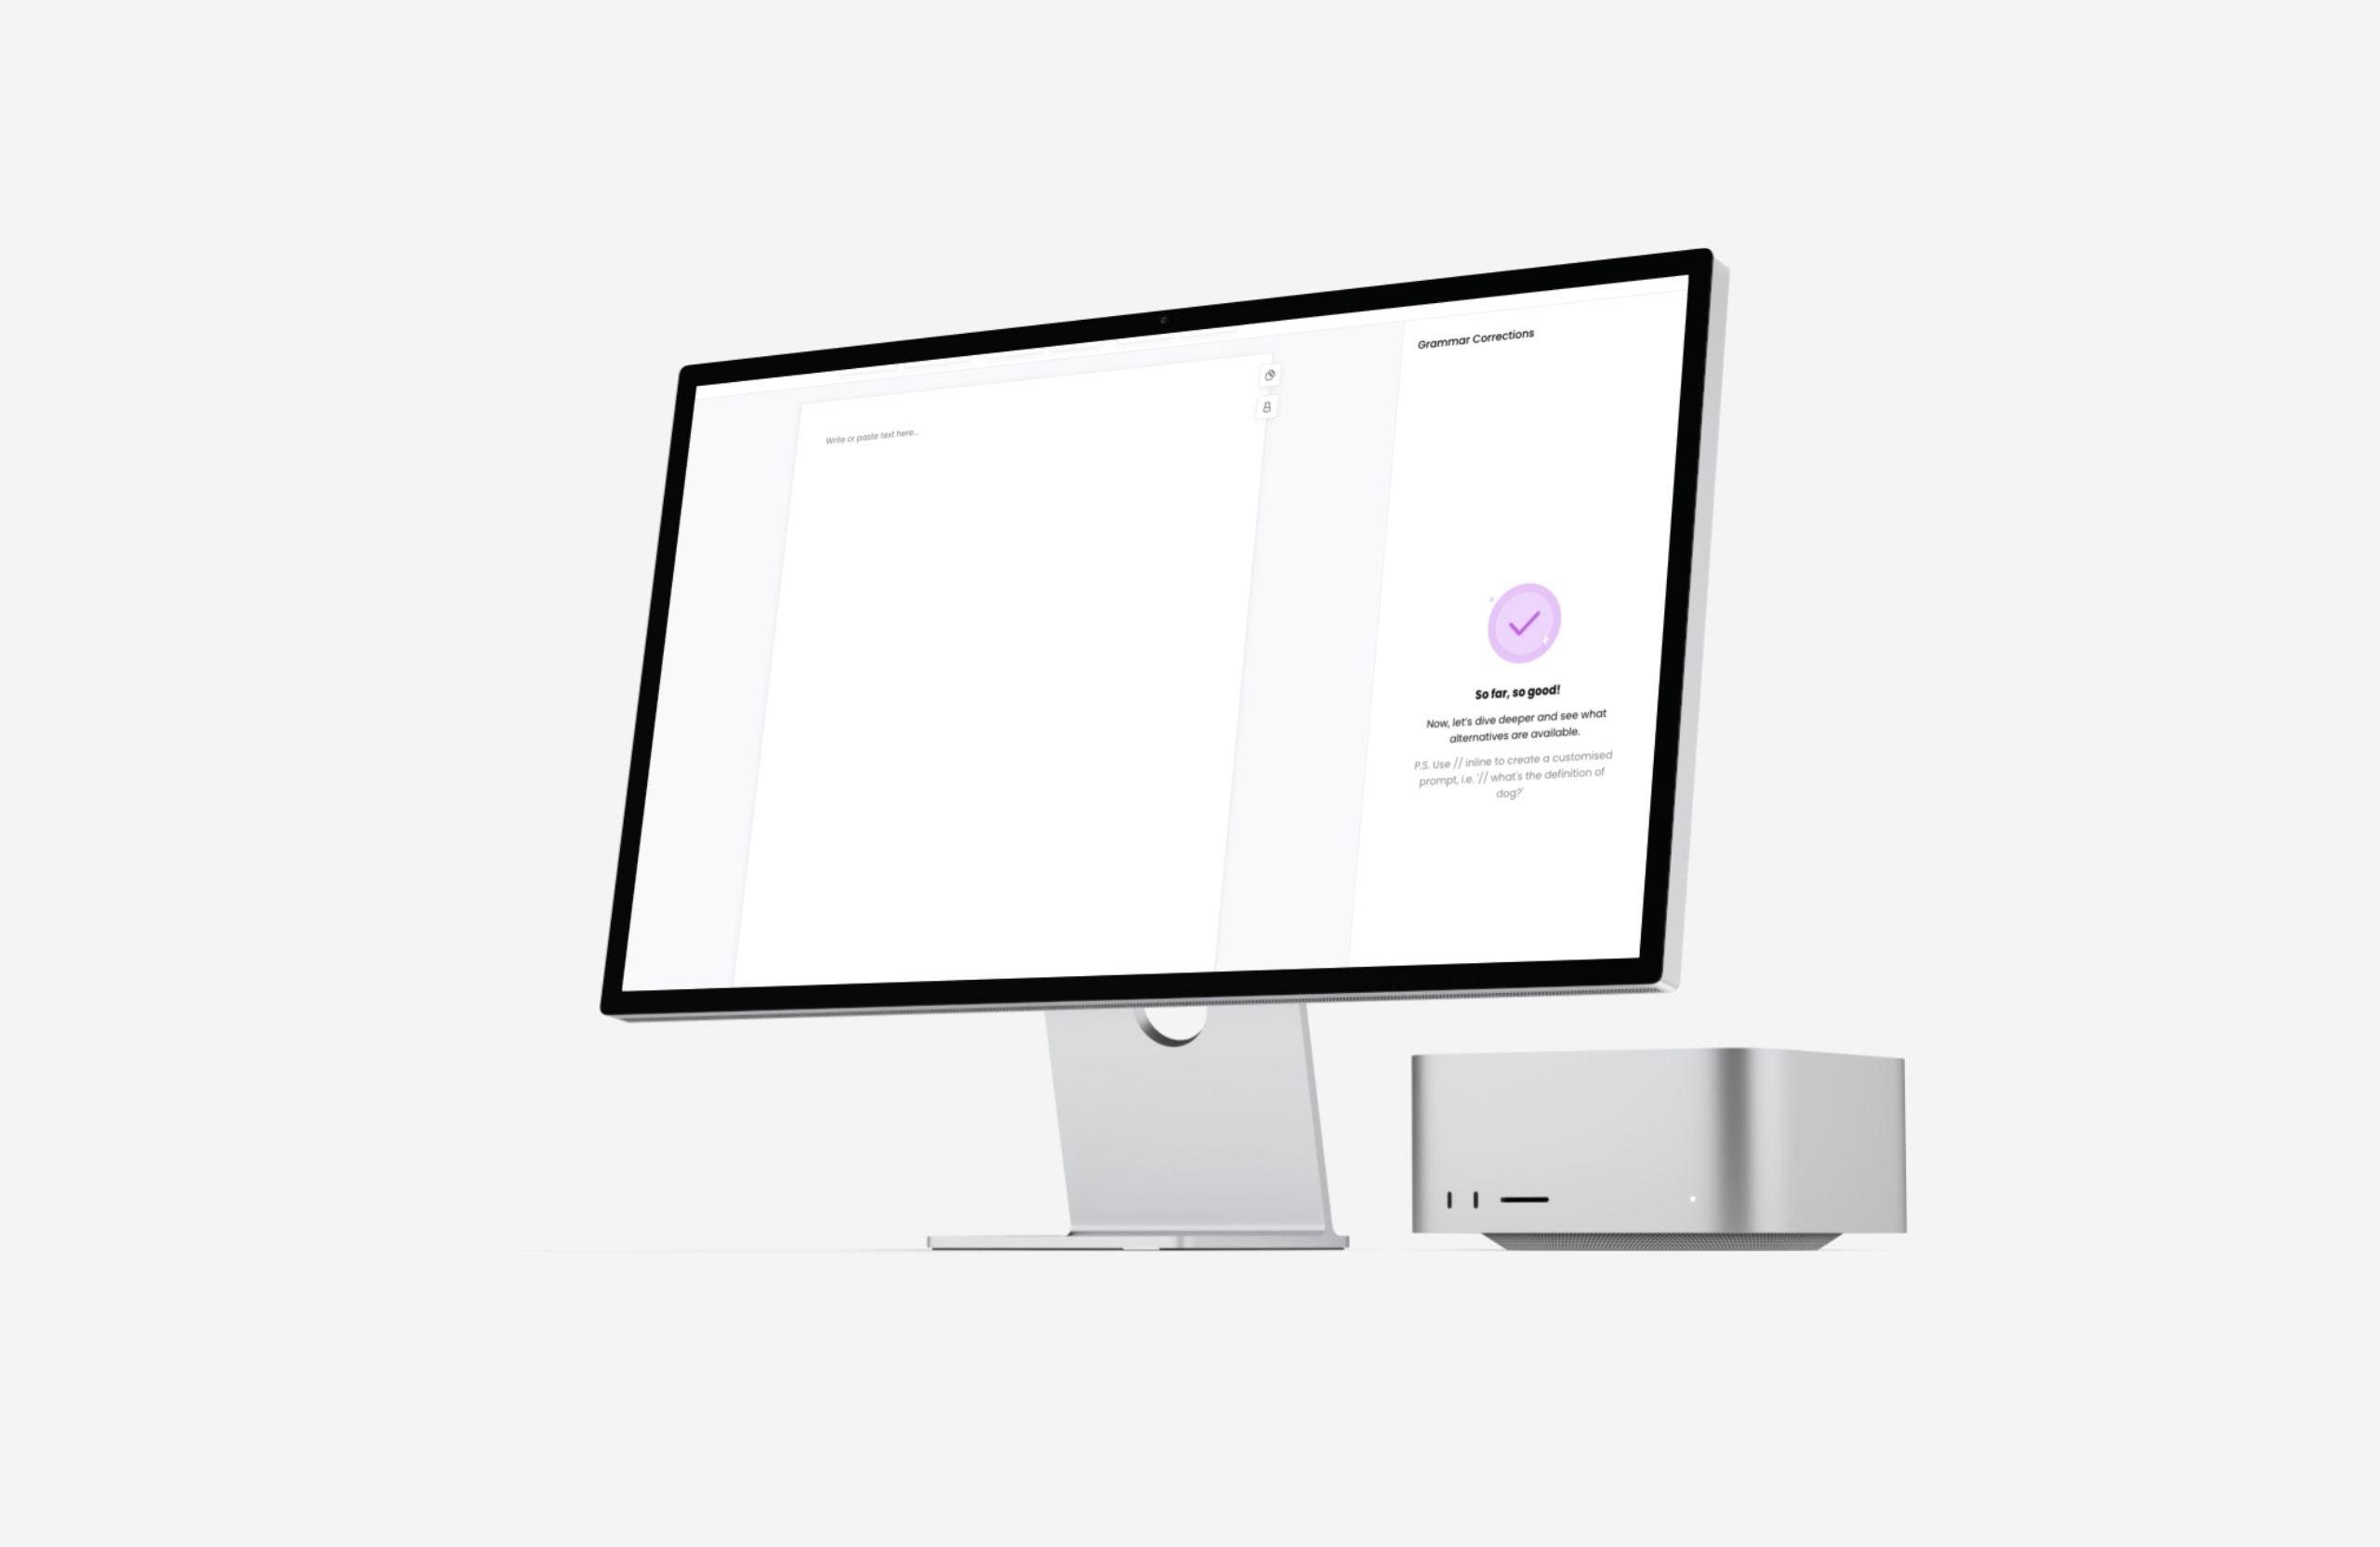 Grammar Corrections
Write or paste text here...
So far, so good!
Now, let's dive deeper and see what
alternatives are available.
P.S. Use // inline to create a customised
prompt, i.e. '// what's the definition of
dog?'